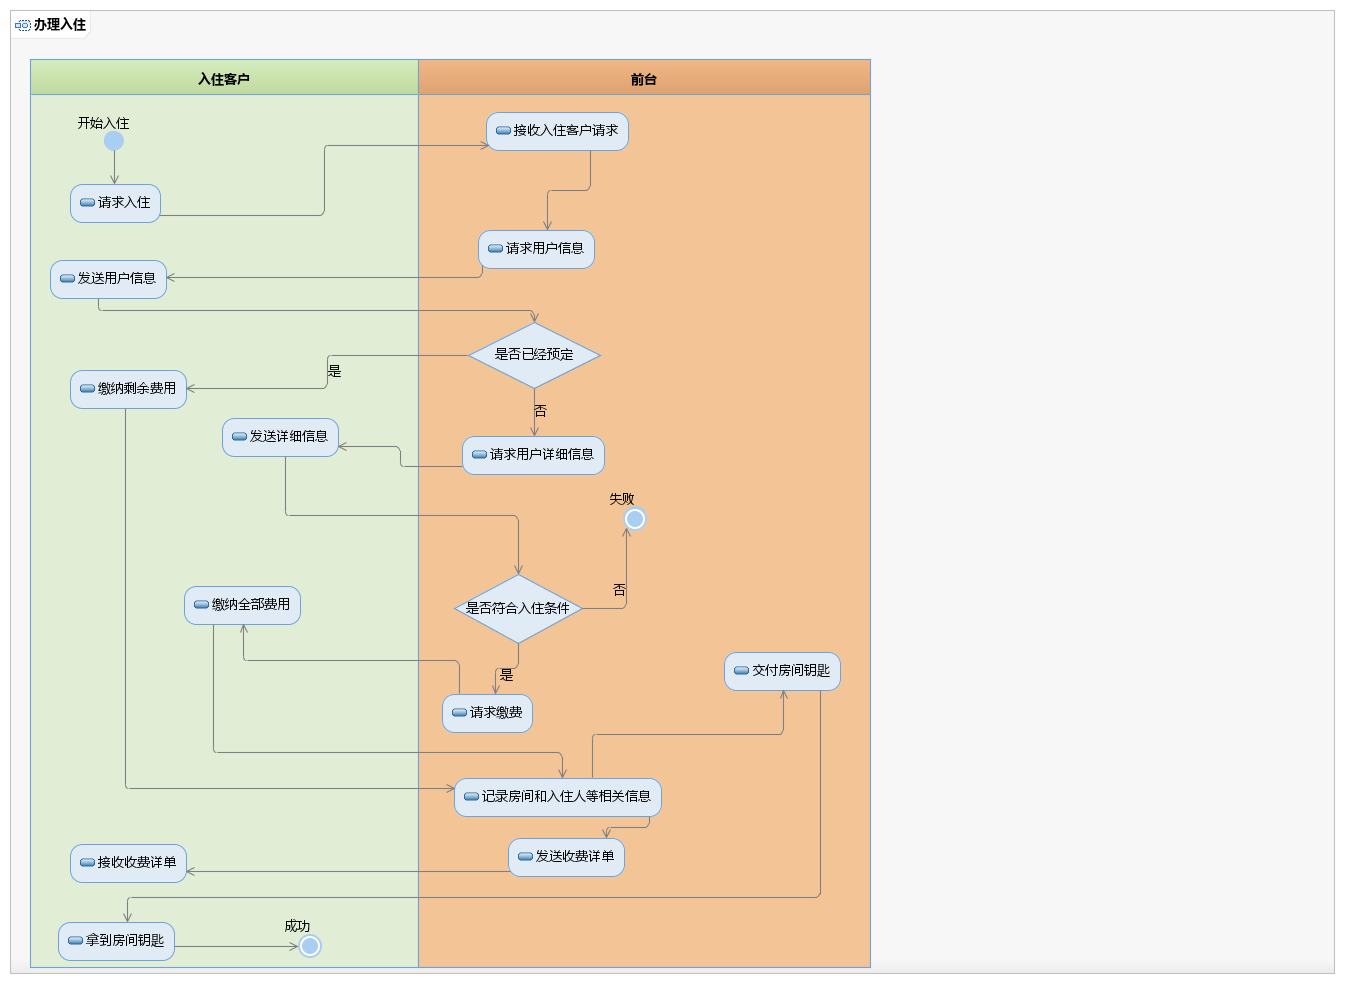 办理入住
入住客户
前台
开始入住
接收入住客户请求
请求入住
请求用户信息
发送用户信息
是否已经预定
是
缴纳剩余费用
否
发送详细信息
请求用户详细信息
失败
否
缴纳全部费用
是否符合入住条件
是
交付房间钥匙
请求缴费
记录房间和入住人等相关信息
发送收费详单
接收收费详单
成功
拿到房间钥匙